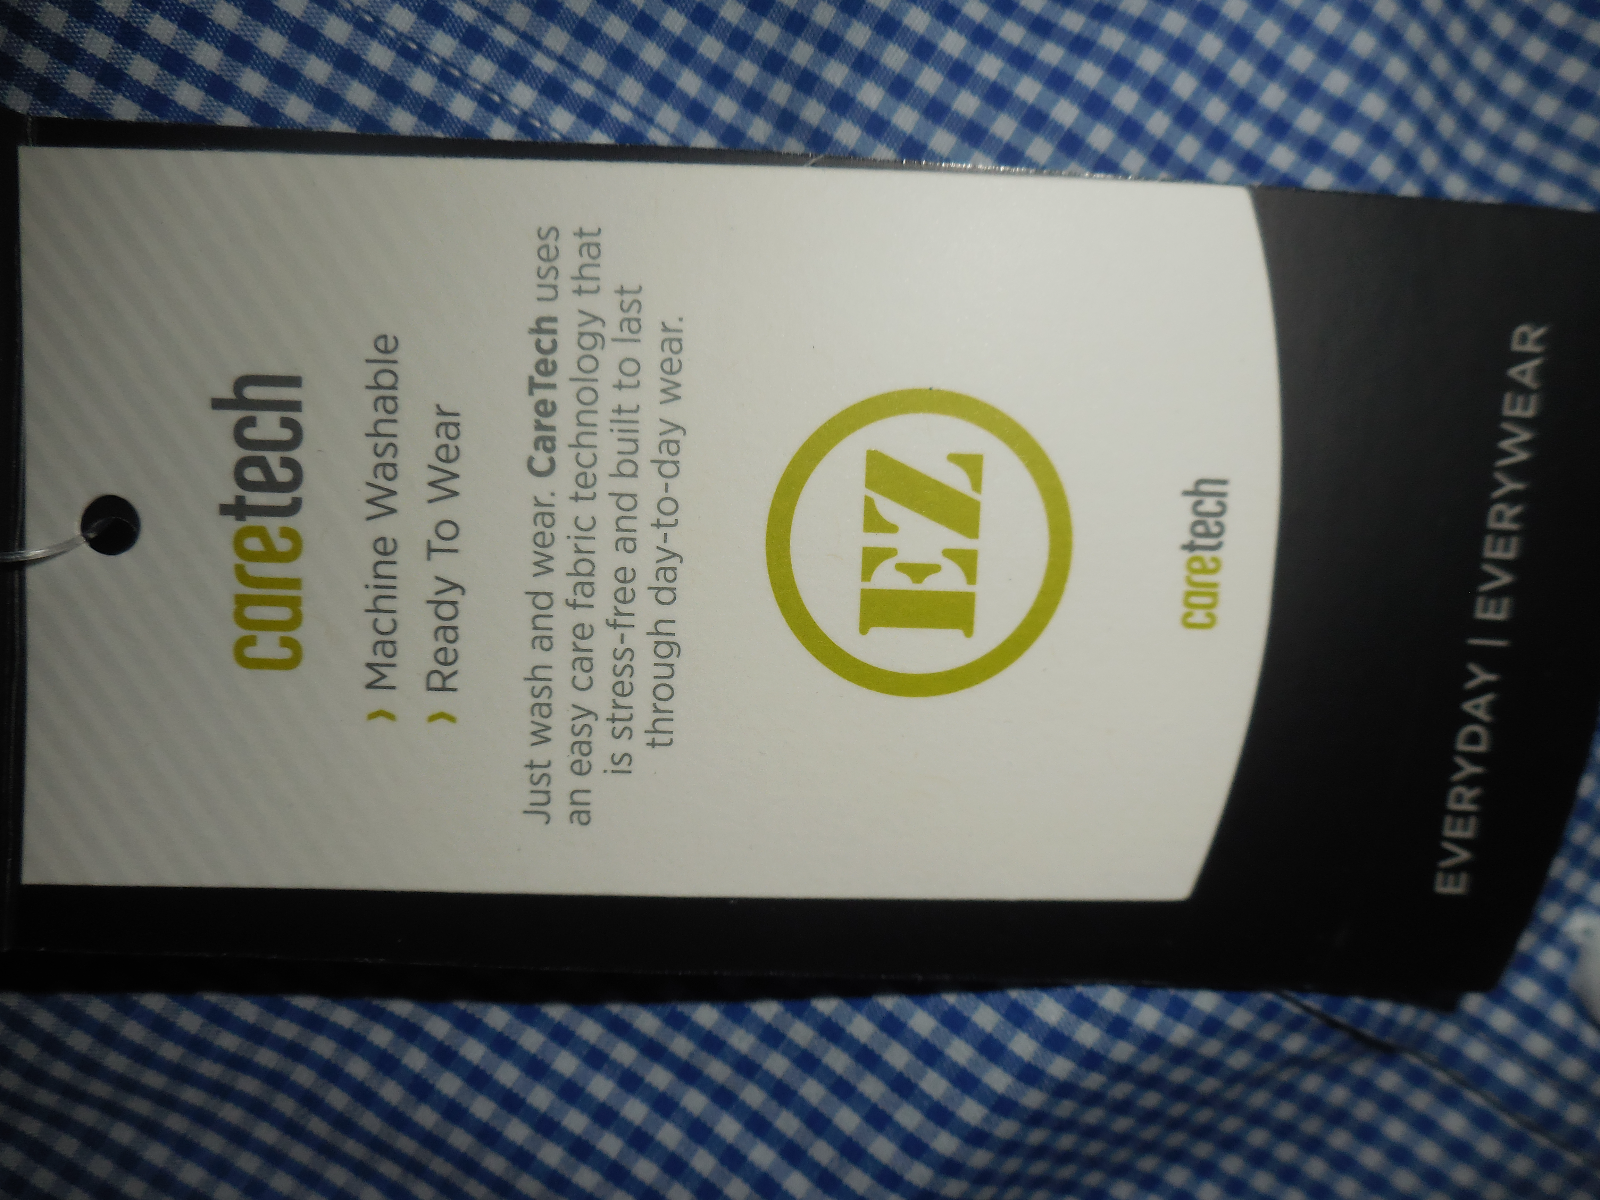 caretech
› Machine Washable
› Ready To Wear
Just wash and wear. CareTech uses
an easy care fabric technology that
is stress-free and built to last
through day-to-day wear.
EZ
caretech
EVERYDAY | EVERYWEAR